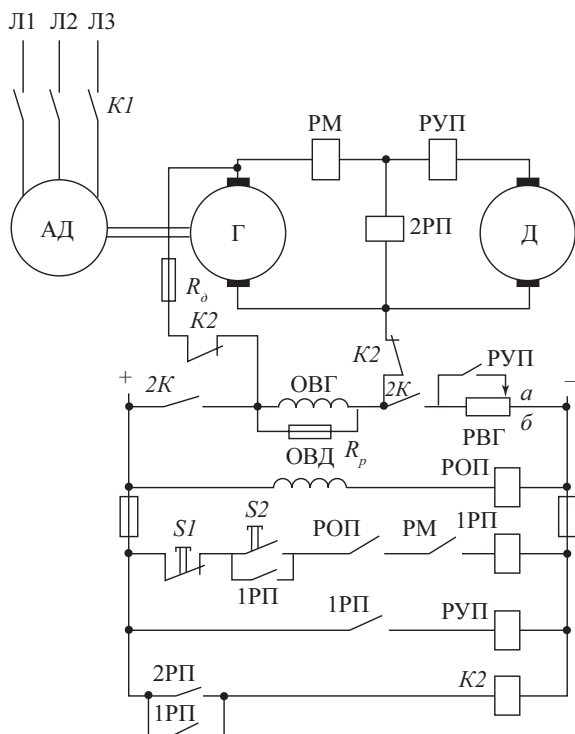 Л1 Л2 Л3
К1
РМ РУП
АД Г 2РП Д
R_д
К2
К2
РУП
+ 2К ОВГ 2К а −
б
РВГ
ОВД R_р
РОП
S1 S2 РОП РМ 1РП
1РП
1РП РУП
2РП К2
1РП